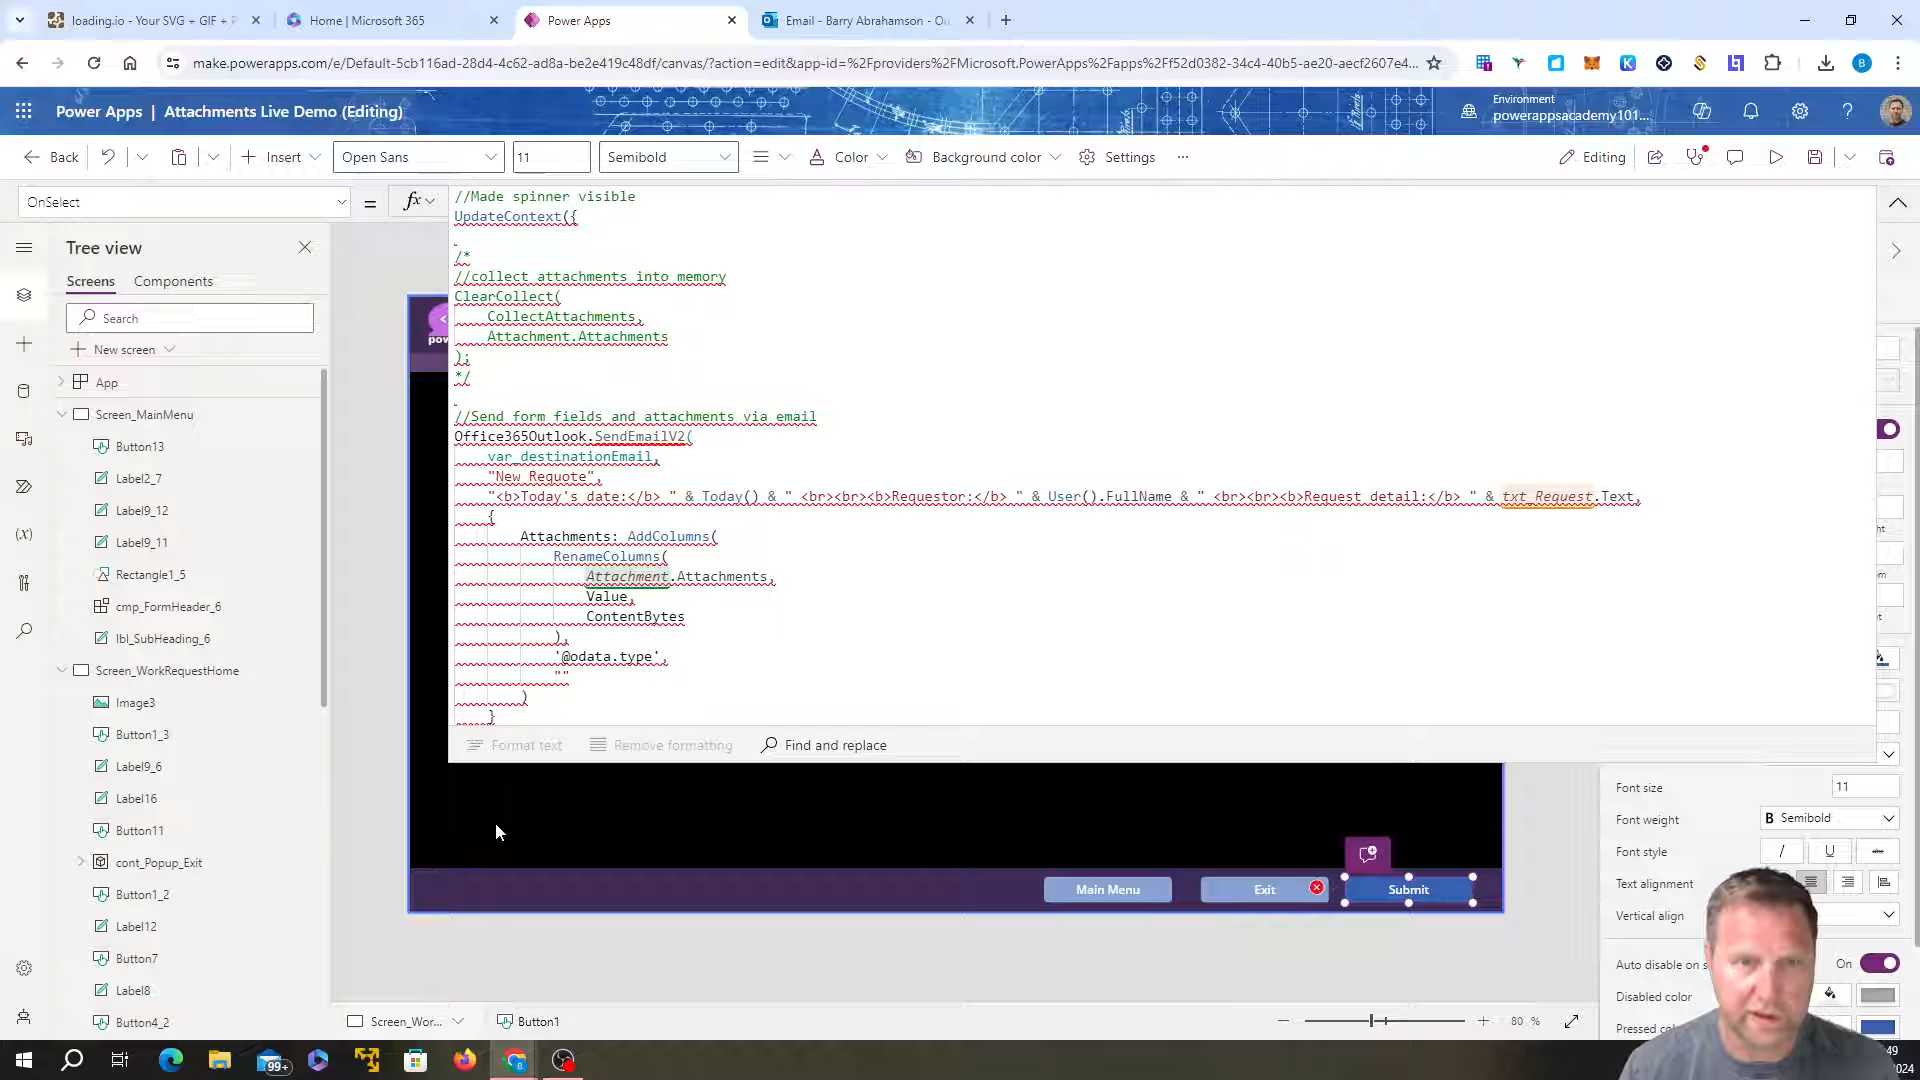 loading.io - Your SVG + GIF + P
Home | Microsoft 365
Power Apps
Email - Barry Abrahamson - Ou
make.powerapps.com/e/Default-5cb116ad-28d4-4c62-ad8a-be2e419c48df/canvas/?action=edit&app-id=%2Fproviders%2FMicrosoft.PowerApps%2Fapps%2Ff52d0382-34c4-40b5-ae20-aecf2607e4...
B
Power Apps | Attachments Live Demo (Editing)
Environment
powerappsacademy101...
Back
Insert
Open Sans
11
Semibold
Color
Background color
Settings
Editing
OnSelect
=
fx
//Made spinner visible
UpdateContext({
/*
//collect attachments into memory
ClearCollect(
CollectAttachments,
Attachment.Attachments
);
*/
//Send form fields and attachments via email
Office365Outlook.SendEmailV2(
var_destinationEmail,
"New Requote",
"<b>Today's date:</b> " & Today() & " <br><br><b>Requestor:</b> " & User().FullName & " <br><br><b>Request detail:</b> " & txt_Request.Text,
{
Attachments: AddColumns(
RenameColumns(
Attachment.Attachments,
Value,
ContentBytes
),
'@odata.type',
""
)
}
Format text
Remove formatting
Find and replace
Tree view
Screens
Components
Search
New screen
App
Screen_MainMenu
Button13
Label2_7
Label9_12
Label9_11
Rectangle1_5
cmp_FormHeader_6
lbl_SubHeading_6
Screen_WorkRequestHome
Image3
Button1_3
Label9_6
Label16
Button11
cont_Popup_Exit
Button1_2
Label12
Button7
Label8
Button4_2
pow
Main Menu
Exit
Submit
Font size
11
Font weight
B Semibold
Font style
/
U
Text alignment
Vertical align
Auto disable on s
On
Disabled color
Pressed co
Screen_Wor...
Button1
80 %
99+
49
024